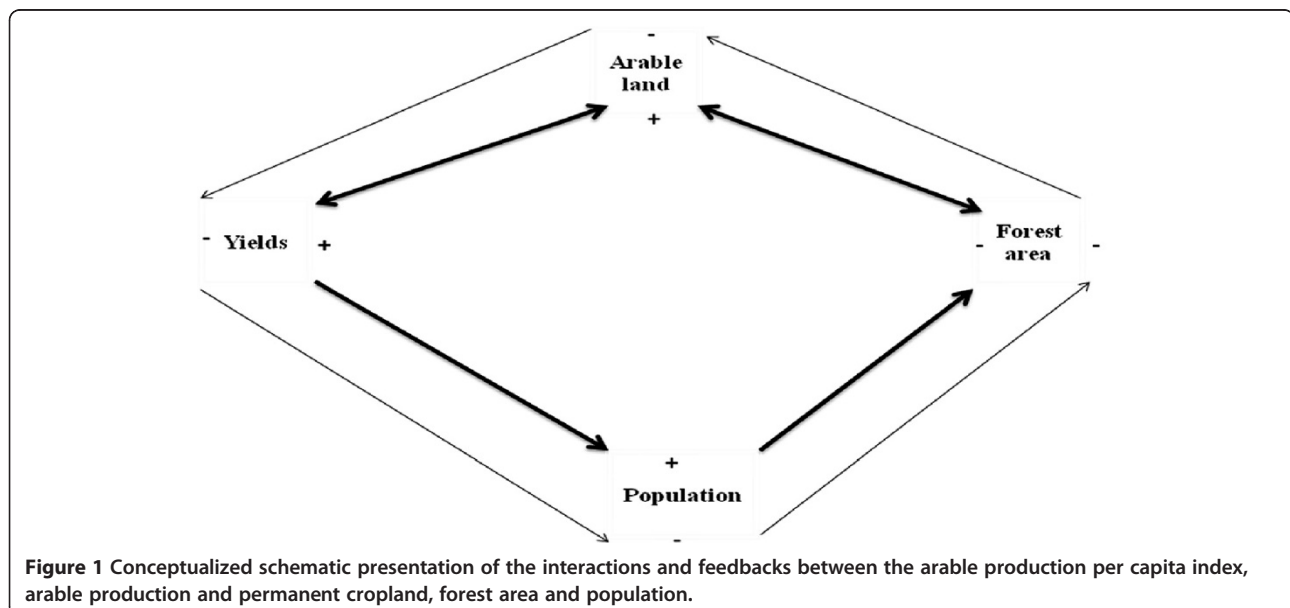 -
Arable
land
+
- Yields +
- Forest
area -
+
Population
-
Figure 1 Conceptualized schematic presentation of the interactions and feedbacks between the arable production per capita index,
arable production and permanent cropland, forest area and population.